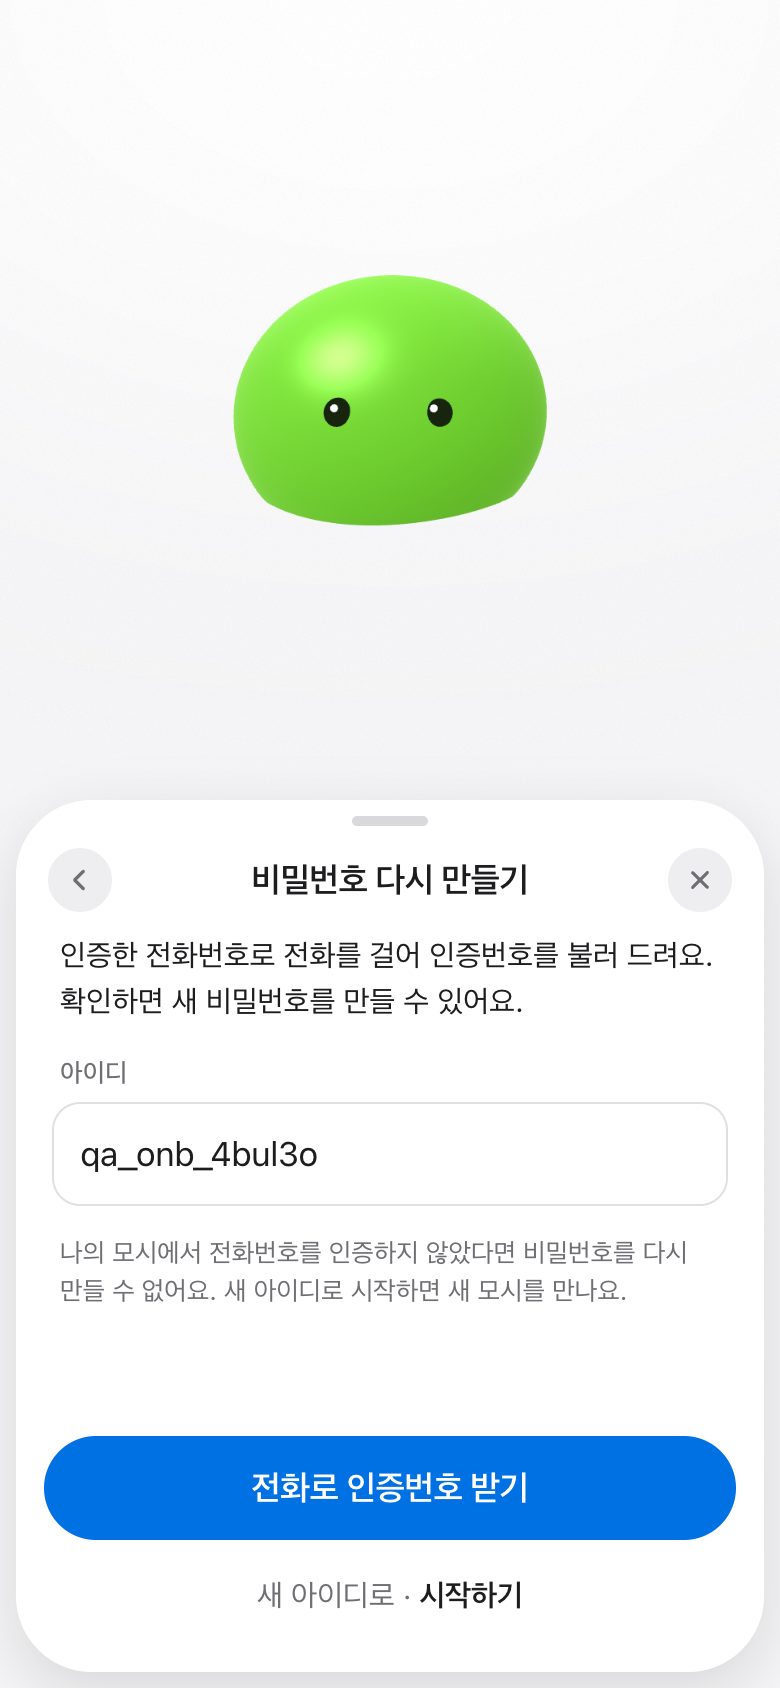 비밀번호 다시 만들기
인증한 전화번호로 전화를 걸어 인증번호를 불러 드려요.
확인하면 새 비밀번호를 만들 수 있어요.
아이디
qa_onb_4bul3o
나의 모시에서 전화번호를 인증하지 않았다면 비밀번호를 다시
만들 수 없어요. 새 아이디로 시작하면 새 모시를 만나요.
전화로 인증번호 받기
새 아이디로 · 시작하기